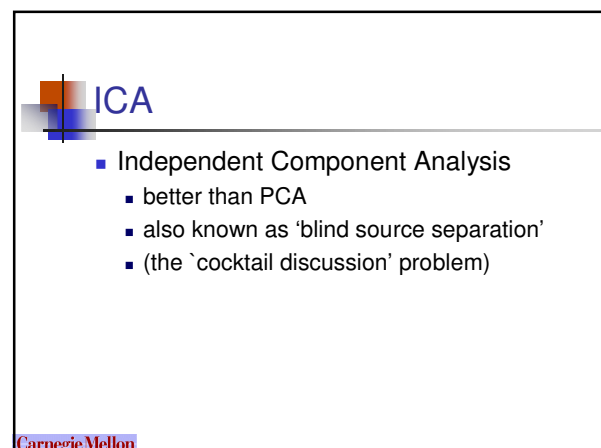 ICA
Independent Component Analysis
better than PCA
also known as ‘blind source separation’
(the `cocktail discussion’ problem)
Carnegie Mellon